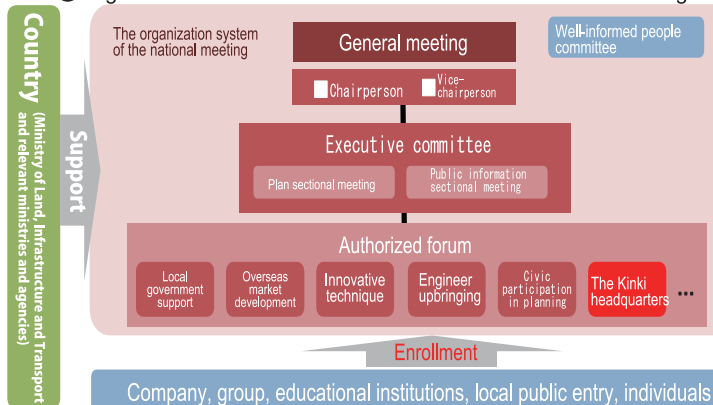 Country
(Ministry of Land, Infrastructure and Transport
and relevant ministries and agencies)
Support
The organization system
of the national meeting
General meeting
Well-informed people
committee
Chairperson
Vice-
chairperson
Executive committee
Plan sectional meeting
Public information
sectional meeting
Authorized forum
Local
government
support
Overseas
market
development
Innovative
technique
Engineer
upbringing
Civic
participation
in planning
The Kinki
headquarters
...
Enrollment
Company, group, educational institutions, local public entry, individuals